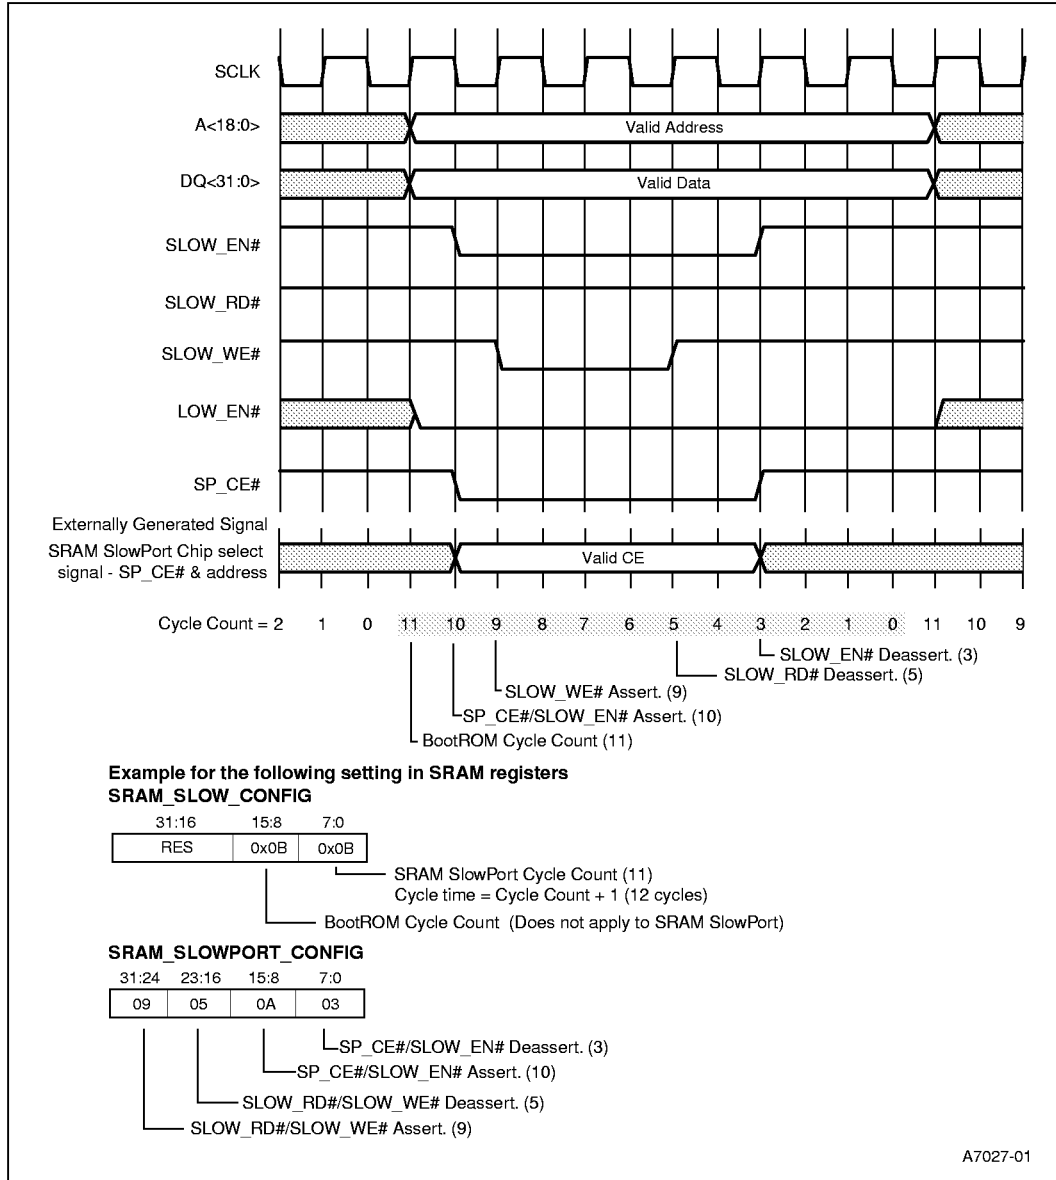 SCLK
A<18:0>
Valid Address
DQ<31:0>
Valid Data
SLOW_EN#
SLOW_RD#
SLOW_WE#
LOW_EN#
SP_CE#
Externally Generated Signal
SRAM SlowPort Chip select
signal - SP_CE# & address
Valid CE
Cycle Count = 2 1 0 11 10 9 8 7 6 5 4 3 2 1 0 11 10 9
SLOW_EN# Deassert. (3)
SLOW_RD# Deassert. (5)
SLOW_WE# Assert. (9)
SP_CE#/SLOW_EN# Assert. (10)
BootROM Cycle Count (11)
Example for the following setting in SRAM registers
SRAM_SLOW_CONFIG
31:16 15:8 7:0
RES 0x0B 0x0B
SRAM SlowPort Cycle Count (11)
Cycle time = Cycle Count + 1 (12 cycles)
BootROM Cycle Count (Does not apply to SRAM SlowPort)
SRAM_SLOWPORT_CONFIG
31:24 23:16 15:8 7:0
09 05 0A 03
SP_CE#/SLOW_EN# Deassert. (3)
SP_CE#/SLOW_EN# Assert. (10)
SLOW_RD#/SLOW_WE# Deassert. (5)
SLOW_RD#/SLOW_WE# Assert. (9)
A7027-01